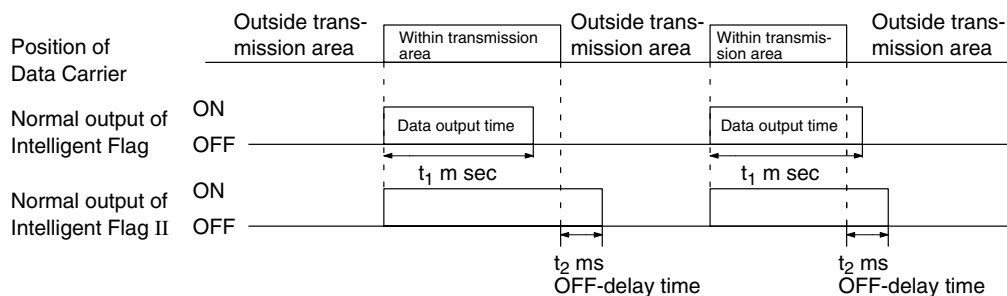 Outside trans-
mission area
Outside trans-
mission area
Outside trans-
mission area
Position of
Data Carrier
Within transmission
area
Within transmis-
sion area
Normal output of
Intelligent Flag
ON
OFF
Data output time
Data output time
t1 m sec
t1 m sec
Normal output of
Intelligent Flag II
ON
OFF
t2 ms
OFF-delay time
t2 ms
OFF-delay time